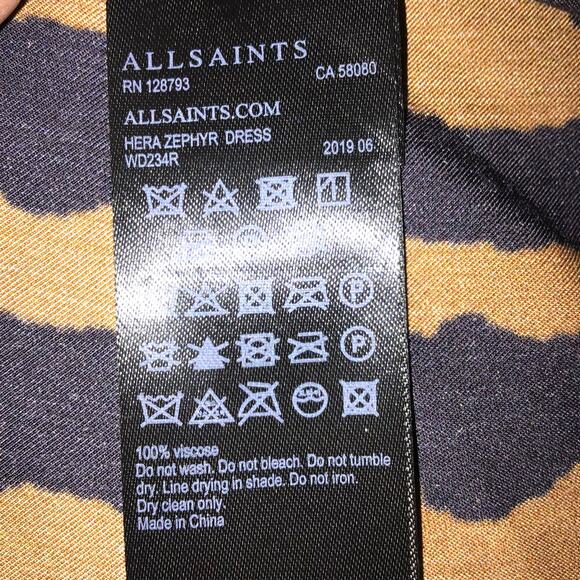 ALLSAINTS
RN 128793 CA 58080
ALLSAINTS.COM
HERA ZEPHYR DRESS
WD234R 2019 06
P
P
100% viscose
Do not wash. Do not bleach. Do not tumble
dry. Line drying in shade. Do not iron.
Dry clean only.
Made in China